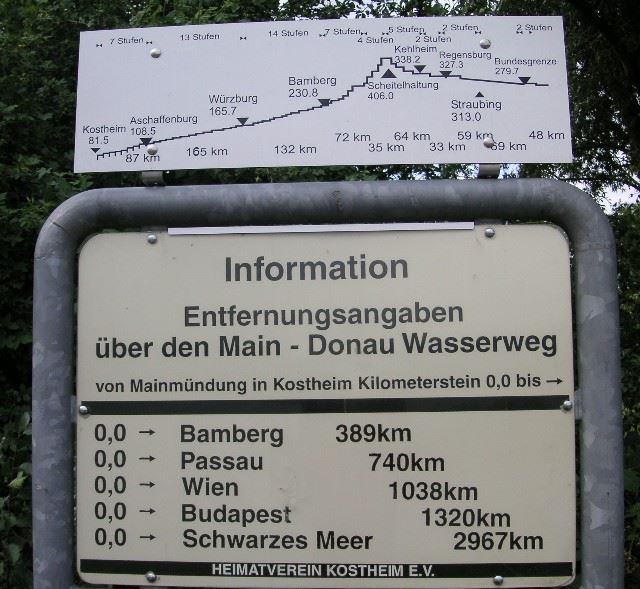 7 Stufen 13 Stufen 14 Stufen 7 Stufen 5 Stufen 2 Stufen 2 Stufen
4 Stufen 2 Stufen
Kehlheim
338.2
Regensburg
327.3
Bundesgrenze
279.7
Bamberg
230.8
Scheitelhaltung
406.0
Würzburg
165.7
Straubing
313.0
Aschaffenburg
108.5
Kostheim
81.5
72 km 64 km 59 km 48 km
87 km 165 km 132 km 35 km 33 km 69 km
Information
Entfernungsangaben
über den Main - Donau Wasserweg
von Mainmündung in Kostheim Kilometerstein 0,0 bis →
0,0 → Bamberg 389km
0,0 → Passau 740km
0,0 → Wien 1038km
0,0 → Budapest 1320km
0,0 → Schwarzes Meer 2967km
HEIMATVEREIN KOSTHEIM E.V.